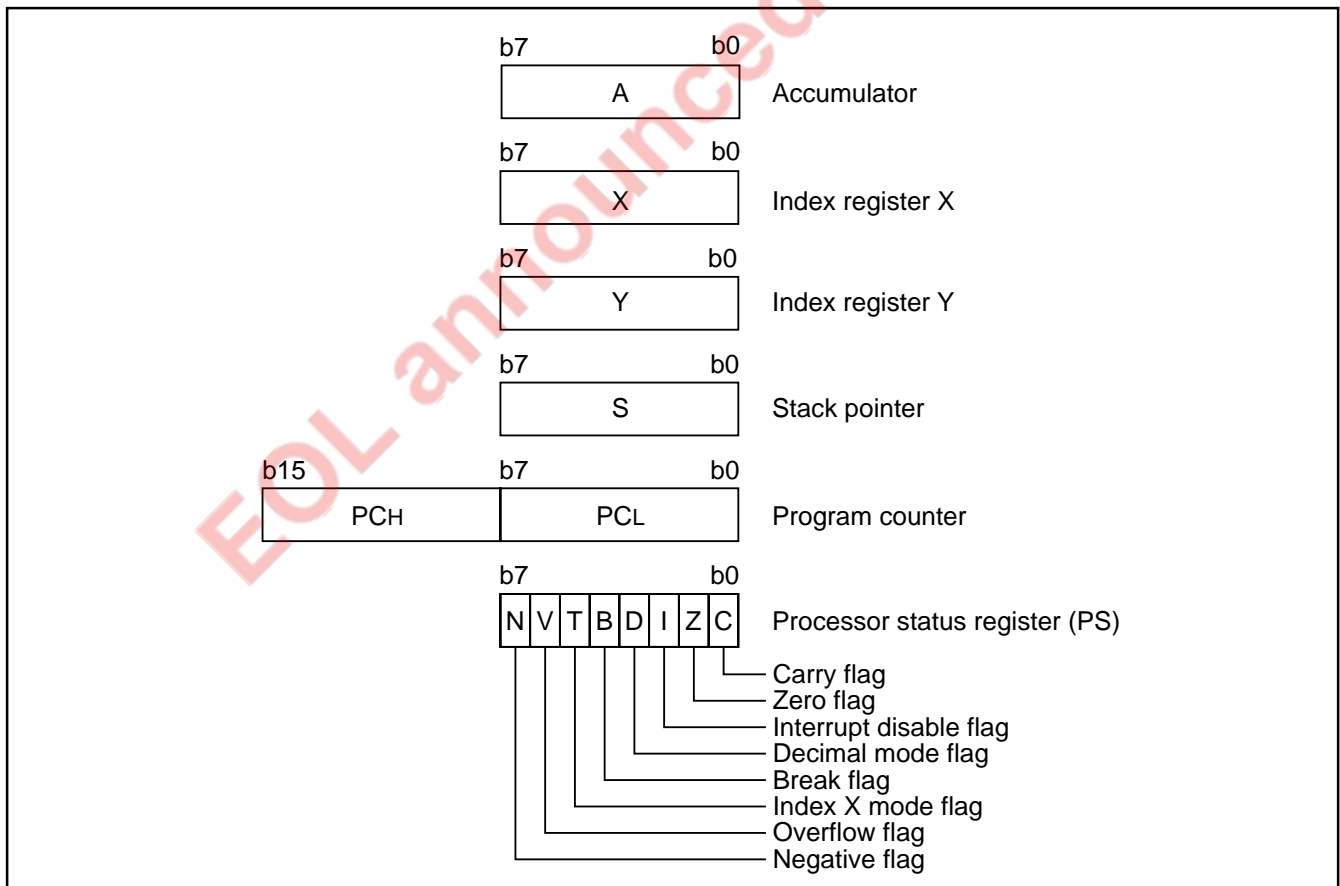 b7 b0
A Accumulator
b7 b0
X Index register X
b7 b0
Y Index register Y
b7 b0
S Stack pointer
b15 b7 b0
PCH PCL Program counter
b7 b0
N V T B D I Z C Processor status register (PS)
Carry flag
Zero flag
Interrupt disable flag
Decimal mode flag
Break flag
Index X mode flag
Overflow flag
Negative flag
EOL announced